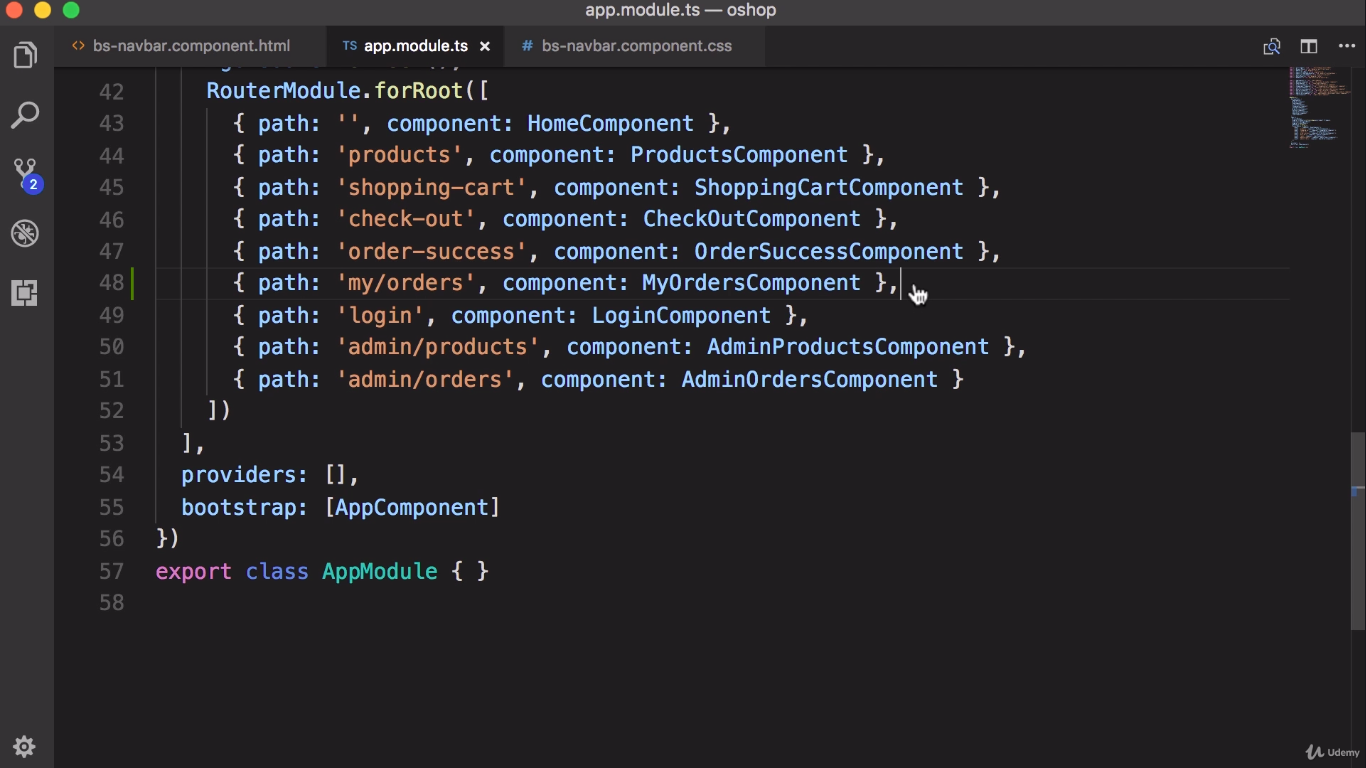 app.module.ts — oshop
<> bs-navbar.component.html
TS app.module.ts ×
# bs-navbar.component.css
2
42 RouterModule.forRoot([
43 { path: '', component: HomeComponent },
44 { path: 'products', component: ProductsComponent },
45 { path: 'shopping-cart', component: ShoppingCartComponent },
46 { path: 'check-out', component: CheckOutComponent },
47 { path: 'order-success', component: OrderSuccessComponent },
48 { path: 'my/orders', component: MyOrdersComponent },
49 { path: 'login', component: LoginComponent },
50 { path: 'admin/products', component: AdminProductsComponent },
51 { path: 'admin/orders', component: AdminOrdersComponent }
52 ])
53 ],
54 providers: [],
55 bootstrap: [AppComponent]
56 })
57 export class AppModule { }
58
Udemy